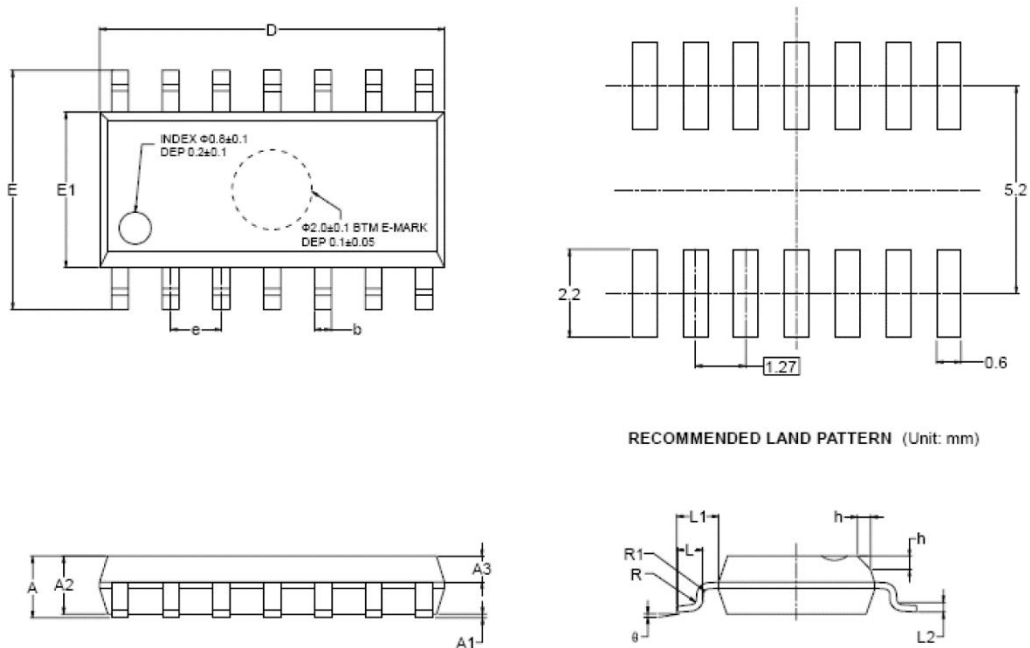 D
INDEX Φ0.8±0.1
DEP 0.2±0.1
E
E1
Φ2.0±0.1 BTM E-MARK
DEP 0.1±0.05
e
b
5.2
2.2
1.27
0.6
RECOMMENDED LAND PATTERN (Unit: mm)
A
A2
A3
A1
L1
h
h
R1
L
R
θ
L2